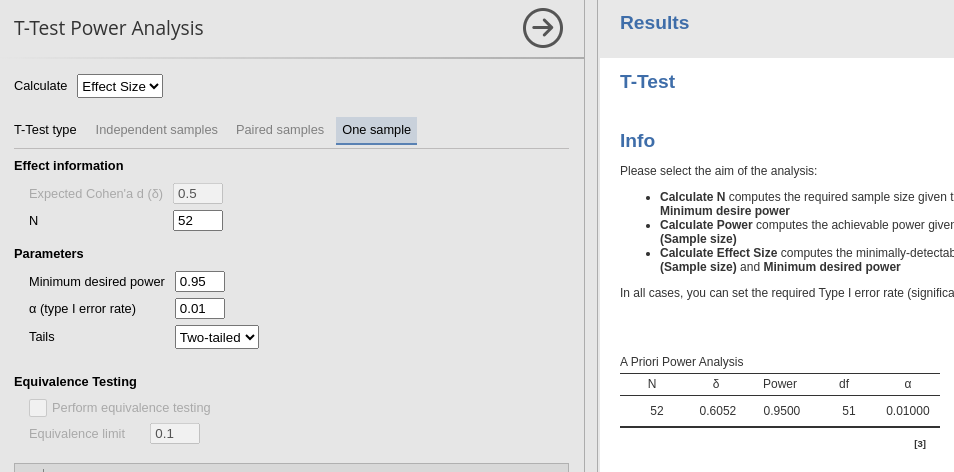 T-Test Power Analysis
Calculate Effect Size
T-Test type Independent samples Paired samples One sample
Effect information
Expected Cohen'a d (δ) 0.5
N 52
Parameters
Minimum desired power 0.95
α (type I error rate) 0.01
Tails Two-tailed
Equivalence Testing
Perform equivalence testing
Equivalence limit 0.1
Results
T-Test
Info
Please select the aim of the analysis:
• Calculate N computes the required sample size given t
Minimum desire power
• Calculate Power computes the achievable power given
(Sample size)
• Calculate Effect Size computes the minimally-detectab
(Sample size) and Minimum desired power
In all cases, you can set the required Type I error rate (significa
A Priori Power Analysis
N δ Power df α
52 0.6052 0.9500 51 0.01000
[3]